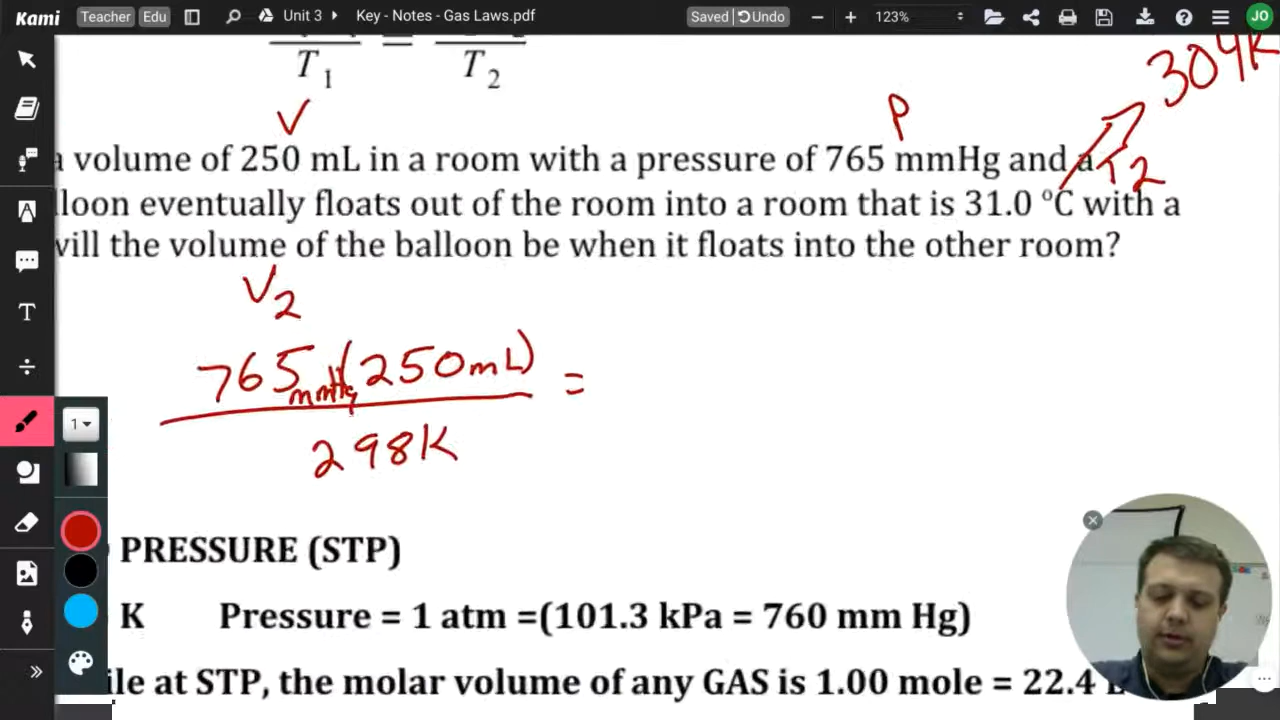 Kami Teacher Edu Unit 3 Key - Notes - Gas Laws.pdf Saved Undo 123% JO
T1 = T2
304K
V P
a volume of 250 mL in a room with a pressure of 765 mmHg and a
T2
lloon eventually floats out of the room into a room that is 31.0 °C with a
will the volume of the balloon be when it floats into the other room?
V2
765 mmHg (250mL) =
298K
PRESSURE (STP)
K Pressure = 1 atm =(101.3 kPa = 760 mm Hg)
ile at STP, the molar volume of any GAS is 1.00 mole = 22.4 L
T
1